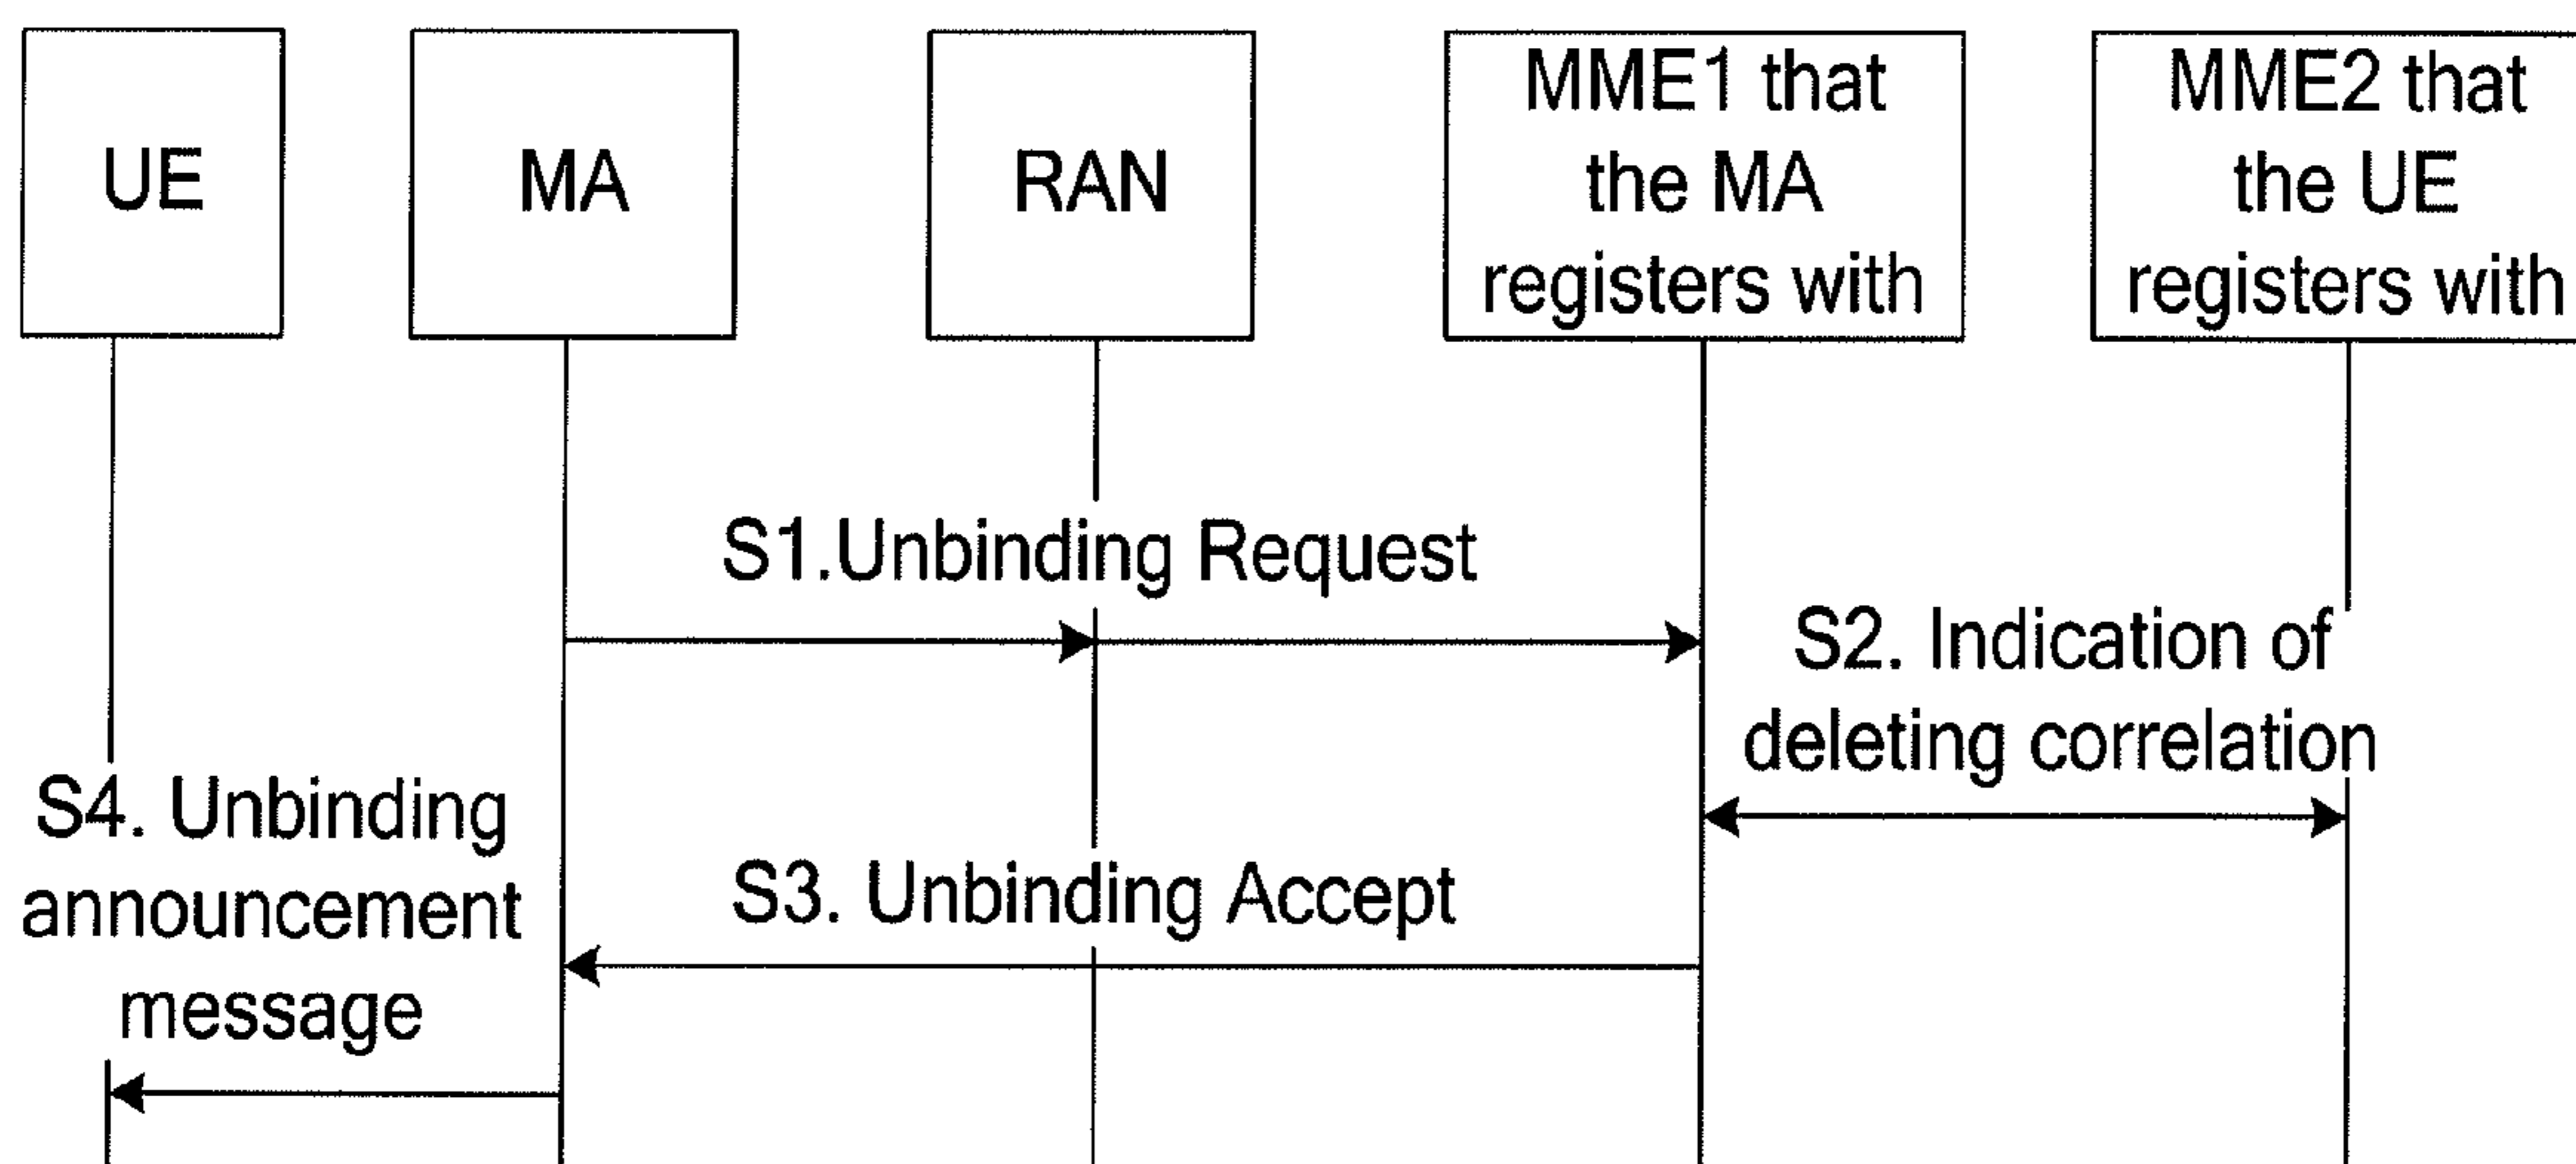 UE
MA
RAN
MME1 that
the MA
registers with
MME2 that
the UE
registers with
S1.Unbinding Request
S2. Indication of
deleting correlation
S3. Unbinding Accept
S4. Unbinding
announcement
message